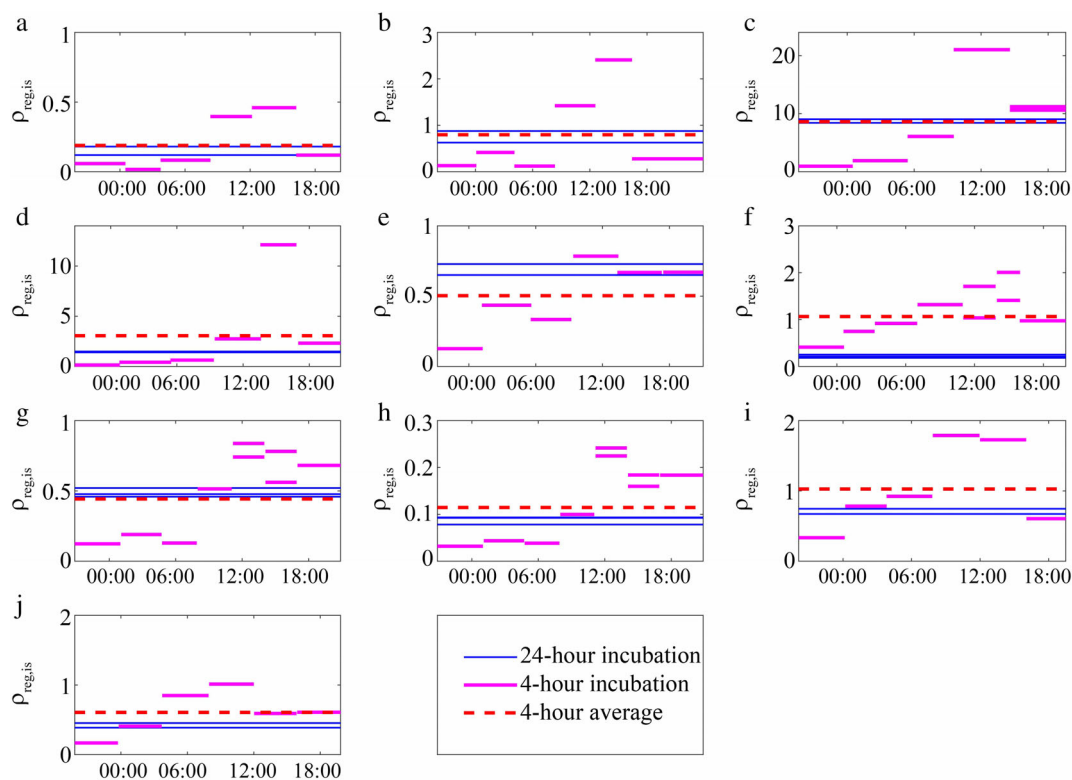 a b c
1 3 20
ρreg,is 0.5 ρreg,is 2 ρreg,is 10
1
0 0 0
00:00 06:00 12:00 18:00 00:00 06:00 12:00 18:00 00:00 06:00 12:00 18:00
d e f
10 1 3
ρreg,is 5 ρreg,is 0.5 ρreg,is 2
1
0 0 0
00:00 06:00 12:00 18:00 00:00 06:00 12:00 18:00 00:00 06:00 12:00 18:00
g h i
1 0.3 2
ρreg,is 0.5 ρreg,is 0.2 ρreg,is 1
0.1
0 0 0
00:00 06:00 12:00 18:00 00:00 06:00 12:00 18:00 00:00 06:00 12:00 18:00
j
2
ρreg,is 1
0
00:00 06:00 12:00 18:00
24-hour incubation
4-hour incubation
4-hour average